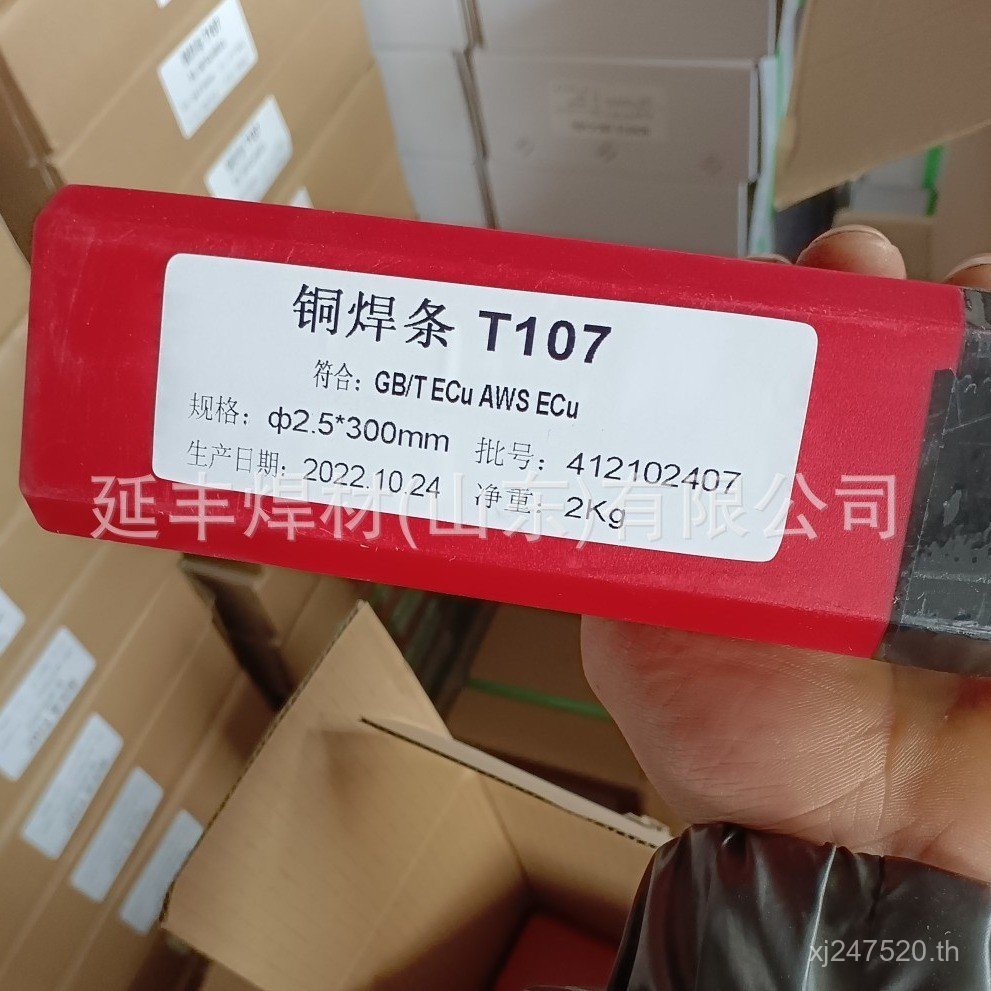 铜焊条 T107
符合：GB/T ECu AWS ECu
规格：ф2.5*300mm 批号：412102407
生产日期：2022.10.24 净重：2Kg
延丰焊材(山东)有限公司
xj247520.th